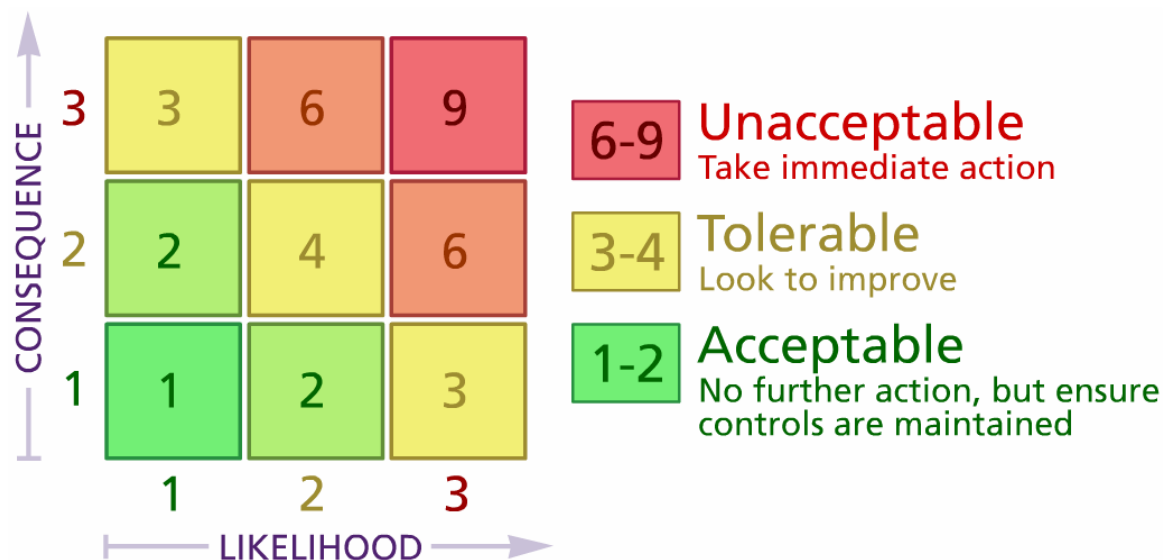 CONSEQUENCE
3
3
6
9
2
2
4
6
1
1
2
3
1
2
3
LIKELIHOOD
6-9
Unacceptable
Take immediate action
3-4
Tolerable
Look to improve
1-2
Acceptable
No further action, but ensure
controls are maintained